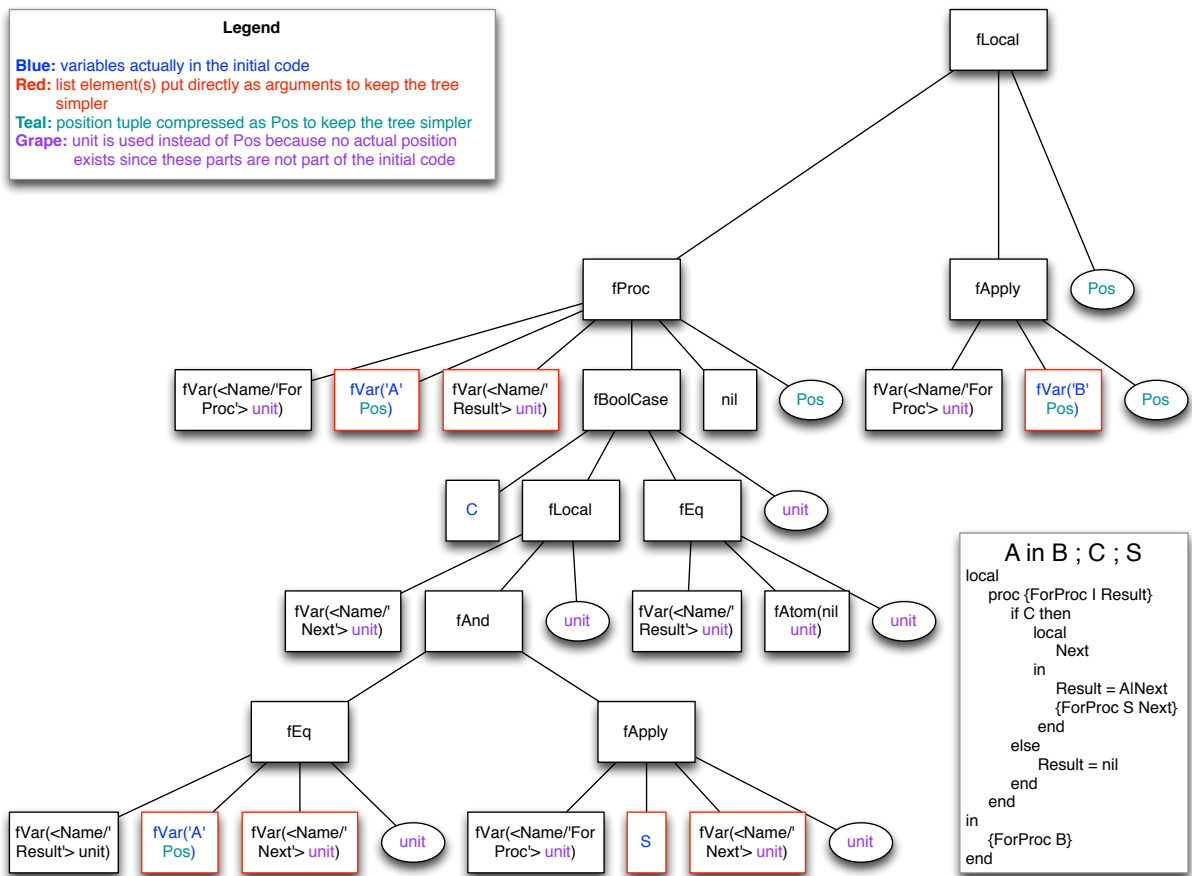 Legend
Blue: variables actually in the initial code
Red: list element(s) put directly as arguments to keep the tree
simpler
Teal: position tuple compressed as Pos to keep the tree simpler
Grape: unit is used instead of Pos because no actual position
exists since these parts are not part of the initial code
fLocal
fProc
fApply
Pos
fVar(<Name/'For
Proc'> unit)
fVar('A'
Pos)
fVar(<Name/'
Result'> unit)
fBoolCase
nil
Pos
fVar(<Name/'For
Proc'> unit)
fVar('B'
Pos)
Pos
C
fLocal
fEq
unit
fVar(<Name/'
Next'> unit)
fAnd
unit
fVar(<Name/'
Result'> unit)
fAtom(nil
unit)
unit
fEq
fApply
fVar(<Name/'
Result'> unit)
fVar('A'
Pos)
fVar(<Name/'
Next'> unit)
unit
fVar(<Name/'For
Proc'> unit)
S
fVar(<Name/'
Next'> unit)
unit
A in B ; C ; S
local
proc {ForProc I Result}
if C then
local
Next
in
Result = A|Next
{ForProc S Next}
end
else
Result = nil
end
end
in
{ForProc B}
end